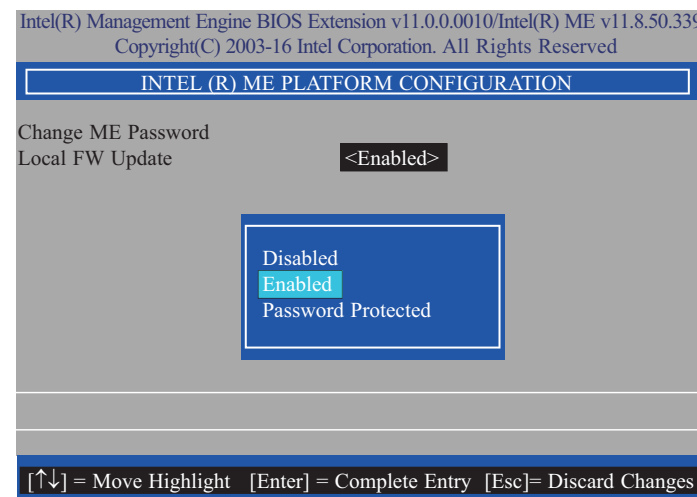 Intel(R) Management Engine BIOS Extension v11.0.0.0010/Intel(R) ME v11.8.50.339
Copyright(C) 2003-16 Intel Corporation. All Rights Reserved
INTEL (R) ME PLATFORM CONFIGURATION
Change ME Password
Local FW Update <Enabled>
Disabled
Enabled
Password Protected
[↑↓] = Move Highlight [Enter] = Complete Entry [Esc]= Discard Changes